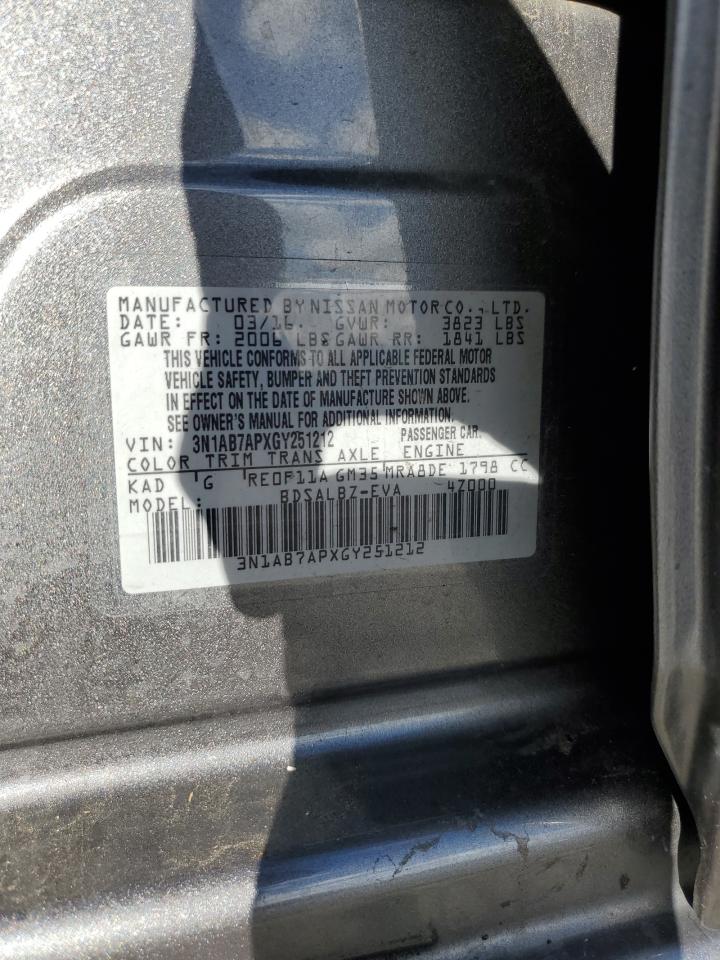 MANUFACTURED BY NISSAN MOTOR CO., LTD.
DATE: 03/16. GVWR: 3823 LBS
GAWR FR: 2006 LBS GAWR RR: 1841 LBS
THIS VEHICLE CONFORMS TO ALL APPLICABLE FEDERAL MOTOR
VEHICLE SAFETY, BUMPER AND THEFT PREVENTION STANDARDS
IN EFFECT ON THE DATE OF MANUFACTURE SHOWN ABOVE.
SEE OWNER'S MANUAL FOR ADDITIONAL INFORMATION.
VIN: 3N1AB7APXGY251212 PASSENGER CAR.
COLOR TRIM TRANS AXLE ENGINE
KAD G RE0F11A GM35 MRA8DE 1798 CC
MODEL: BDSALBZ-EVA 4Z000
3N1AB7APXGY251212